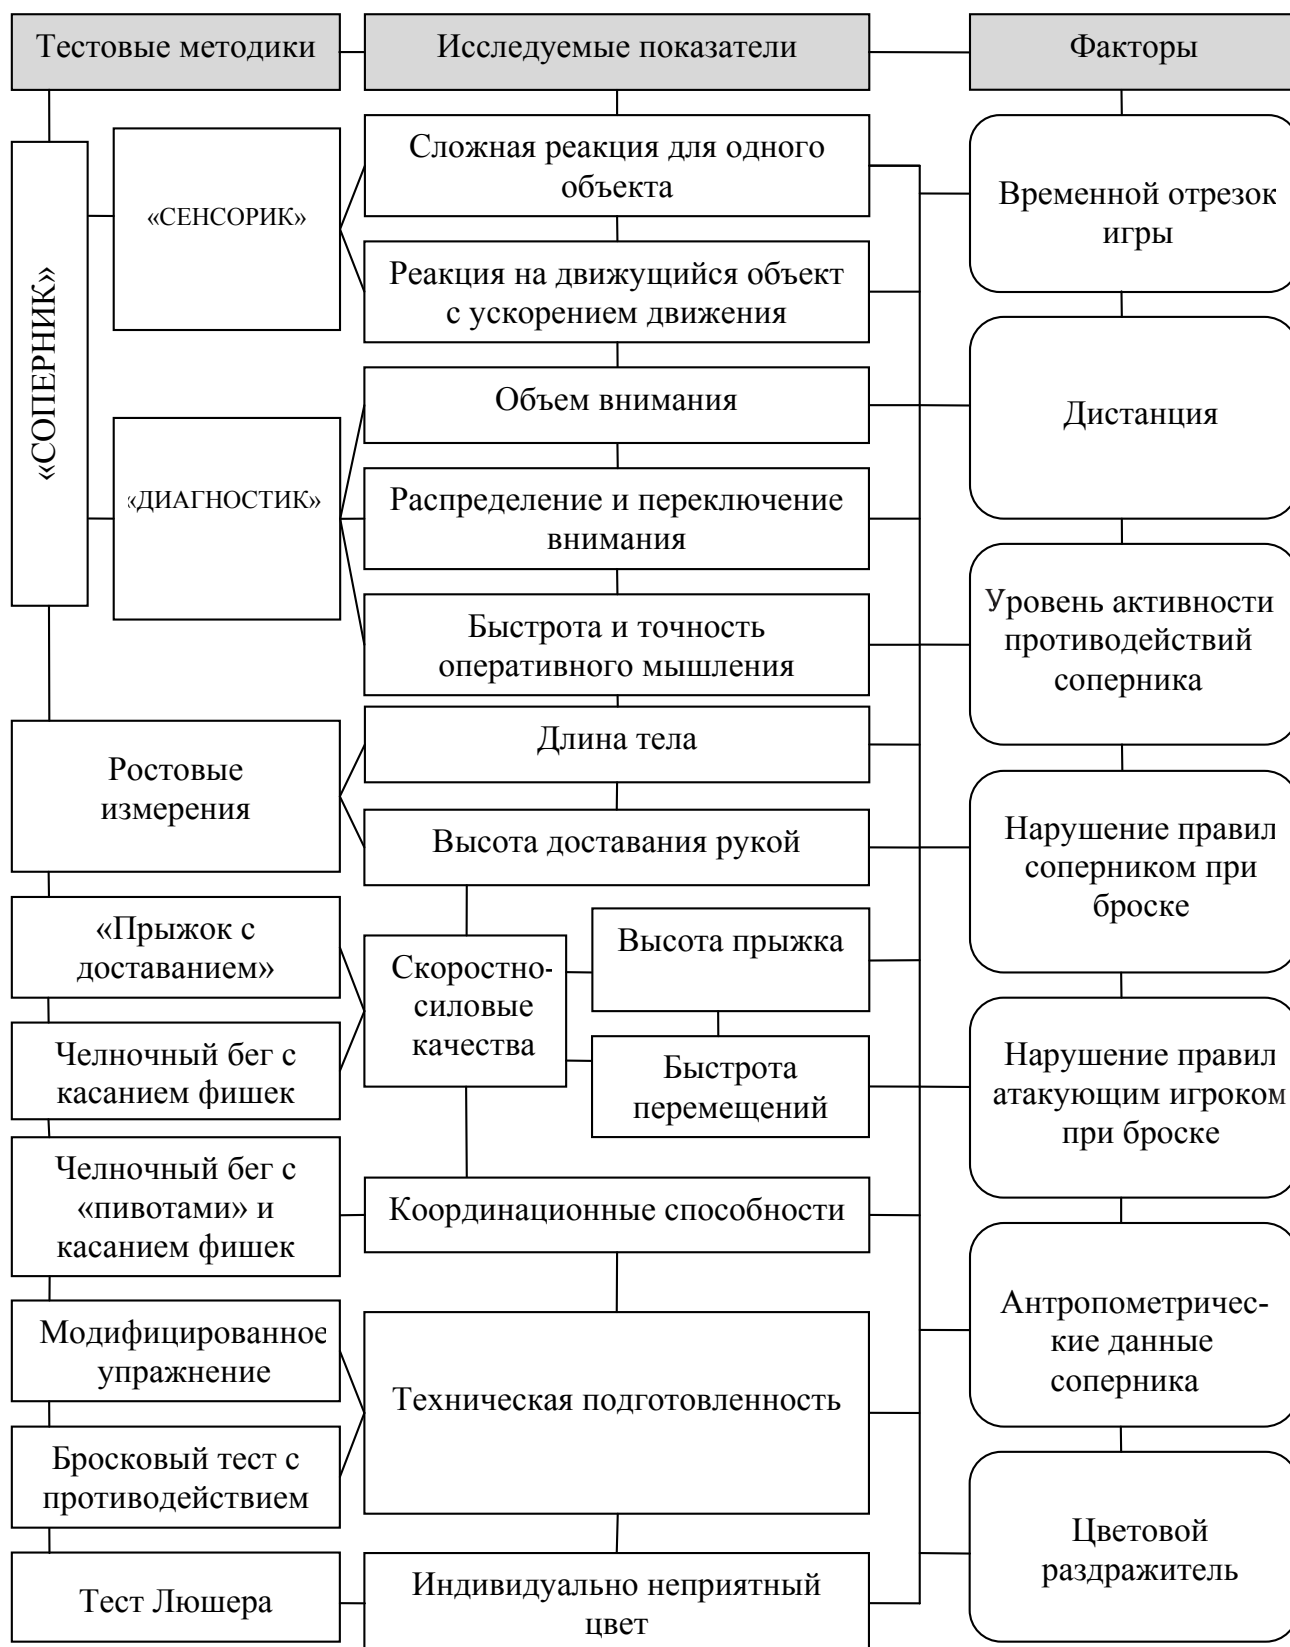 Тестовые методики
Исследуемые показатели
Факторы
«СОПЕРНИК»
«СЕНСОРИК»
«ДИАГНОСТИК»
Ростовые
измерения
«Прыжок с
доставанием»
Челночный бег с
касанием фишек
Челночный бег с
«пивотами» и
касанием фишек
Модифицированное
упражнение
Бросковый тест с
противодействием
Тест Люшера
Сложная реакция для одного
объекта
Реакция на движущийся объект
с ускорением движения
Объем внимания
Распределение и переключение
внимания
Быстрота и точность
оперативного мышления
Длина тела
Высота доставания рукой
Скоростно-
силовые
качества
Высота прыжка
Быстрота
перемещений
Координационные способности
Техническая подготовленность
Индивидуально неприятный
цвет
Временной отрезок
игры
Дистанция
Уровень активности
противодействий
соперника
Нарушение правил
соперником при
броске
Нарушение правил
атакующим игроком
при броске
Антропометричес-
кие данные
соперника
Цветовой
раздражитель